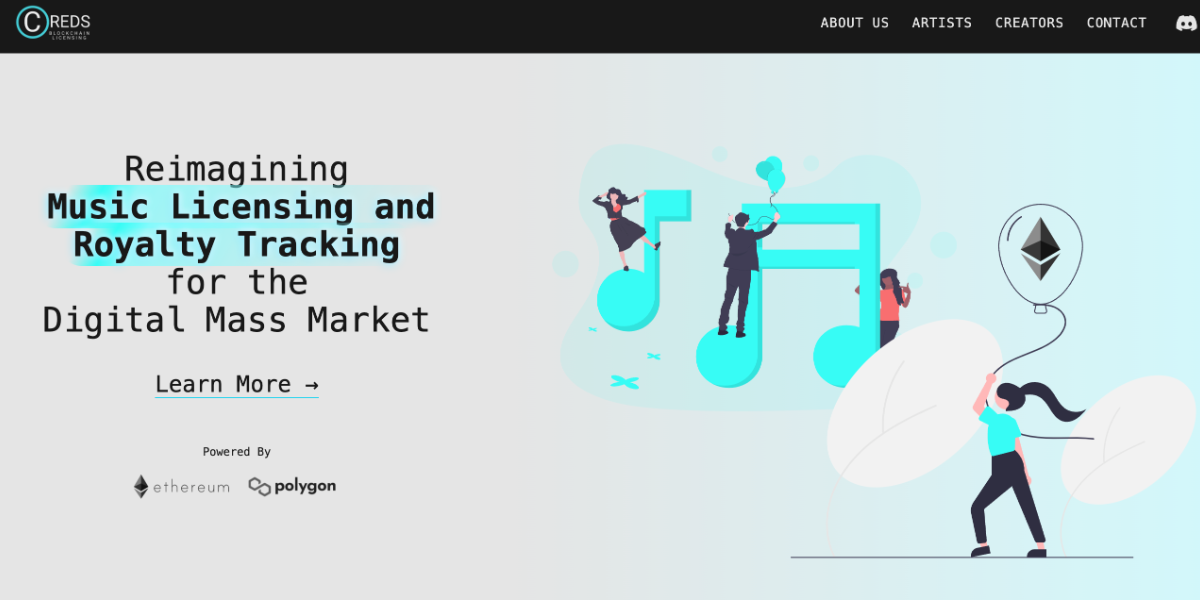 CREDS
BLOCKCHAIN
LICENSING
ABOUT US ARTISTS CREATORS CONTACT
Reimagining
Music Licensing and
Royalty Tracking
for the
Digital Mass Market
Learn More →
Powered By
ethereum polygon